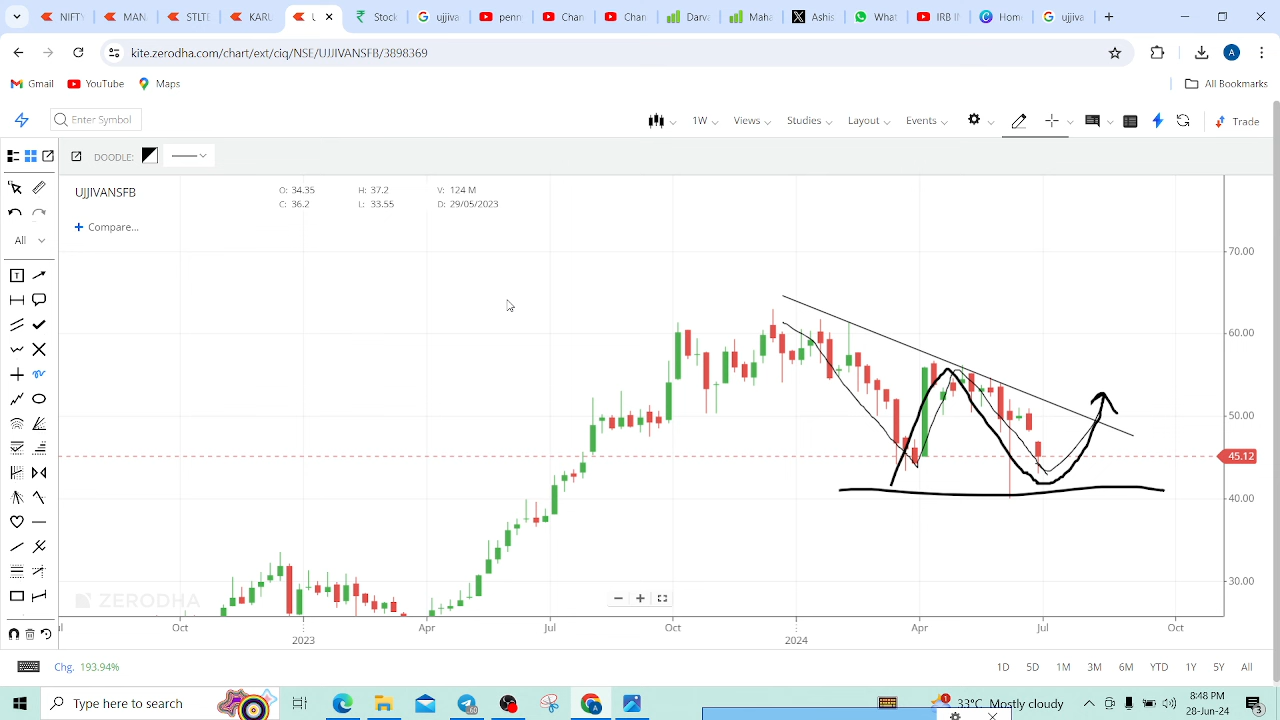 NIFTY
MAN
STLT
KARU
Stock
ujjiva
penn
Chan
Chan
Dam
Maha
Ashis
What
IRB II
Hom
ujjiva
kite.zerodha.com/chart/ext/ciq/NSE/UJJIVANSFB/3898369
Gmail
YouTube
Maps
All Bookmarks
Enter Symbol
1W
Views
Studies
Layout
Events
Trade
DOODLE:
UJJIVANSFB
O: 34.35 H: 37.2 V: 124 M
C: 36.2 L: 33.55 D: 29/05/2023
All
Compare...
70.00
60.00
50.00
45.12
40.00
30.00
ZERODHA
Oct
2023
Apr
Jul
Oct
2024
Apr
Jul
Oct
Chg. 193.94%
1D 5D 1M 3M 6M YTD 1Y 5Y All
Type here to search
33°C Mostly cloudy
8:48 PM
28-Jun-24